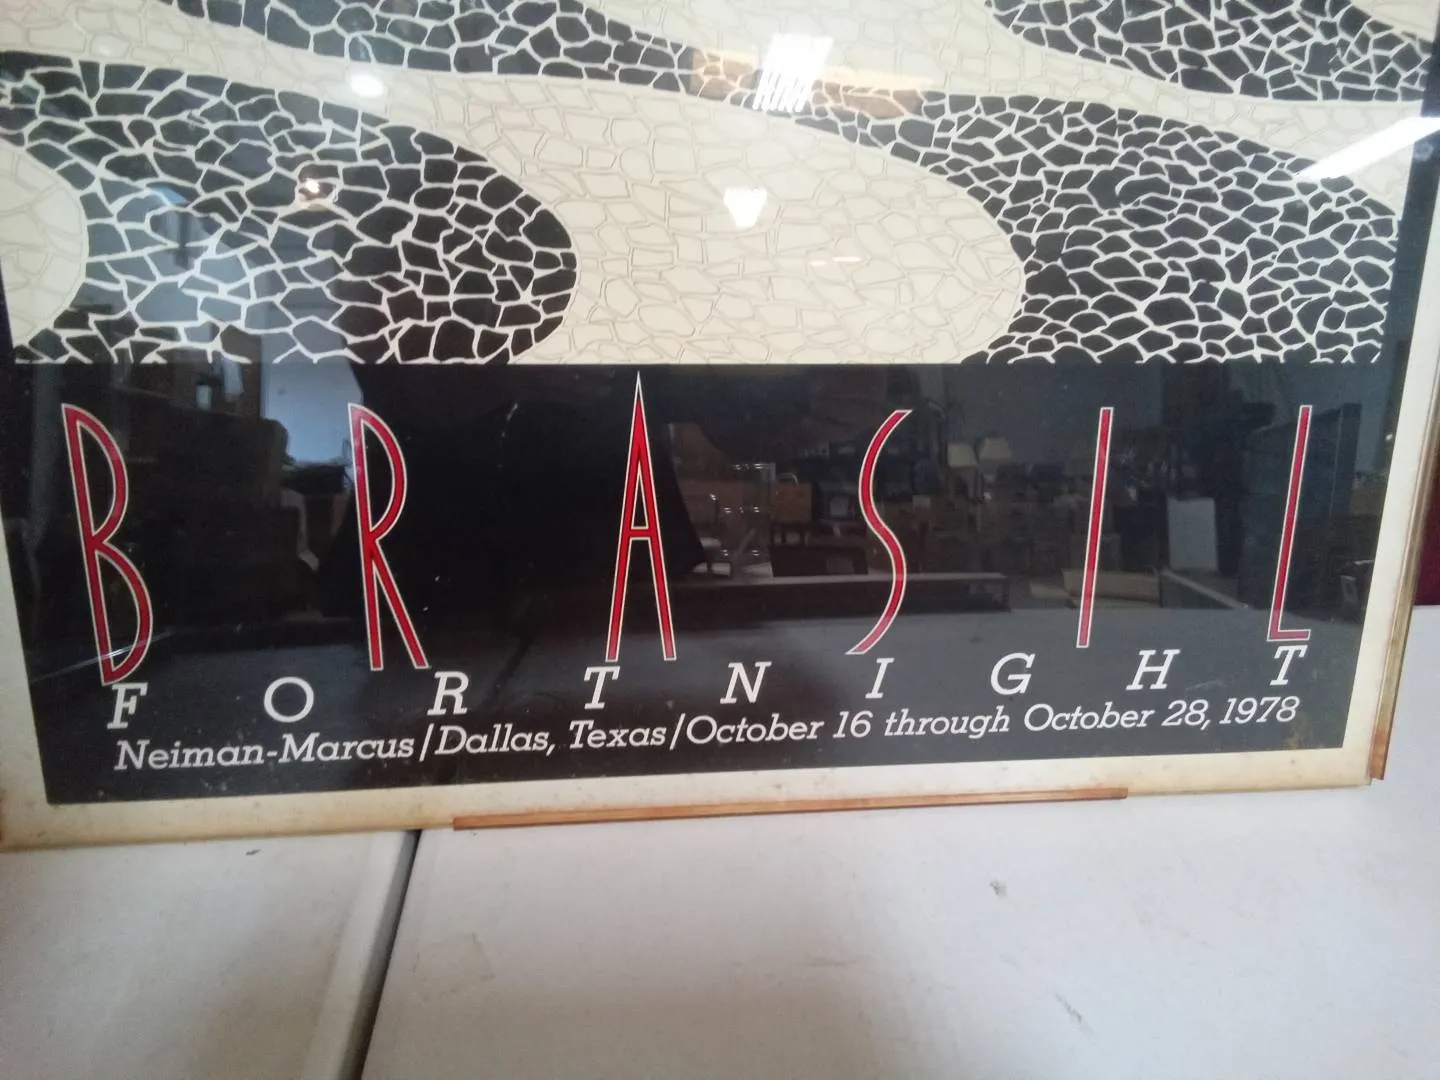 BRASIL
FORTNIGHT
Neiman-Marcus/Dallas, Texas/October 16 through October 28, 1978